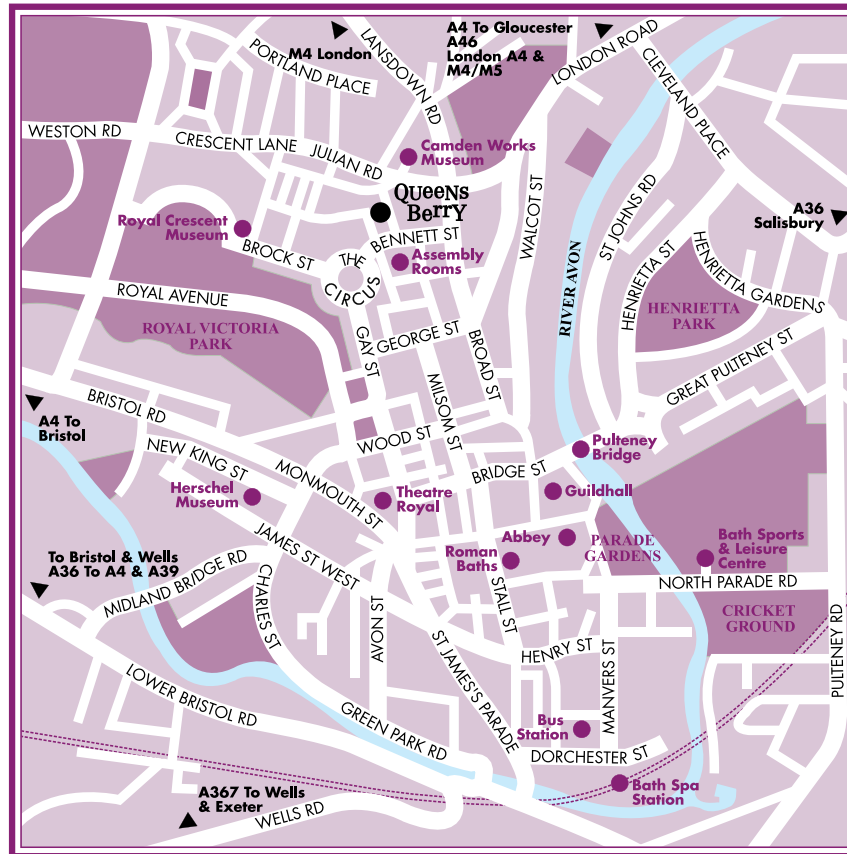 A4 To Gloucester
A46
London A4 &
M4/M5
M4 London
PORTLAND PLACE
LANSDOWN RD
LONDON ROAD
CLEVELAND PLACE
WESTON RD
CRESCENT LANE
JULIAN RD
Camden Works
Museum
WALCOT ST
QUEENS
BERRY
Royal Crescent
Museum
BROCK ST
THE
CIRCUS
BENNETT ST
Assembly
Rooms
ST JOHNS RD
A36
Salisbury
HENRIETTA ST
HENRIETTA GARDENS
RIVER AVON
HENRIETTA
PARK
ROYAL AVENUE
ROYAL VICTORIA
PARK
GAY ST
GEORGE ST
BROAD ST
MILSOM ST
GREAT PULTENEY ST
A4 To
Bristol
BRISTOL RD
NEW KING ST
MONMOUTH ST
WOOD ST
BRIDGE ST
Pulteney
Bridge
Herschel
Museum
Theatre
Royal
Guildhall
Abbey
PARADE
GARDENS
Roman
Baths
Bath Sports
& Leisure
Centre
JAMES ST WEST
To Bristol & Wells
A36 To A4 & A39
MIDLAND BRIDGE RD
CHARLES ST
AVON ST
STALL ST
NORTH PARADE RD
CRICKET
GROUND
PULTENEY RD
HENRY ST
MANVERS ST
ST JAMES'S PARADE
LOWER BRISTOL RD
GREEN PARK RD
Bus
Station
DORCHESTER ST
Bath Spa
Station
A367 To Wells
& Exeter
WELLS RD